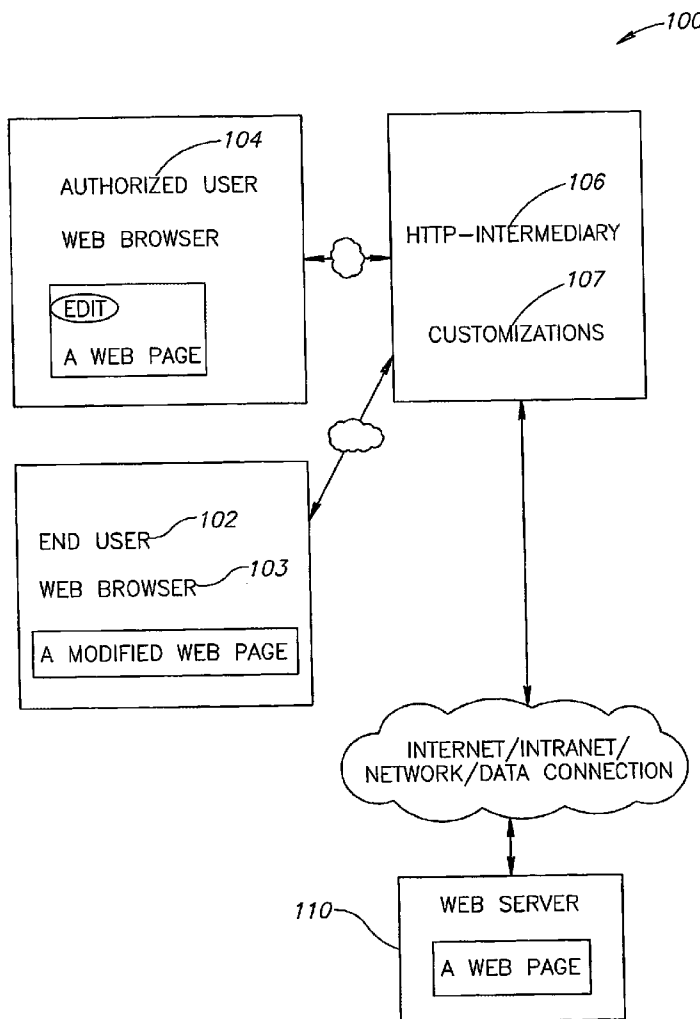 100
104
AUTHORIZED USER
WEB BROWSER
EDIT
A WEB PAGE
106
HTTP-INTERMEDIARY
107
CUSTOMIZATIONS
END USER 102
WEB BROWSER 103
A MODIFIED WEB PAGE
INTERNET/INTRANET/
NETWORK/DATA CONNECTION
110
WEB SERVER
A WEB PAGE